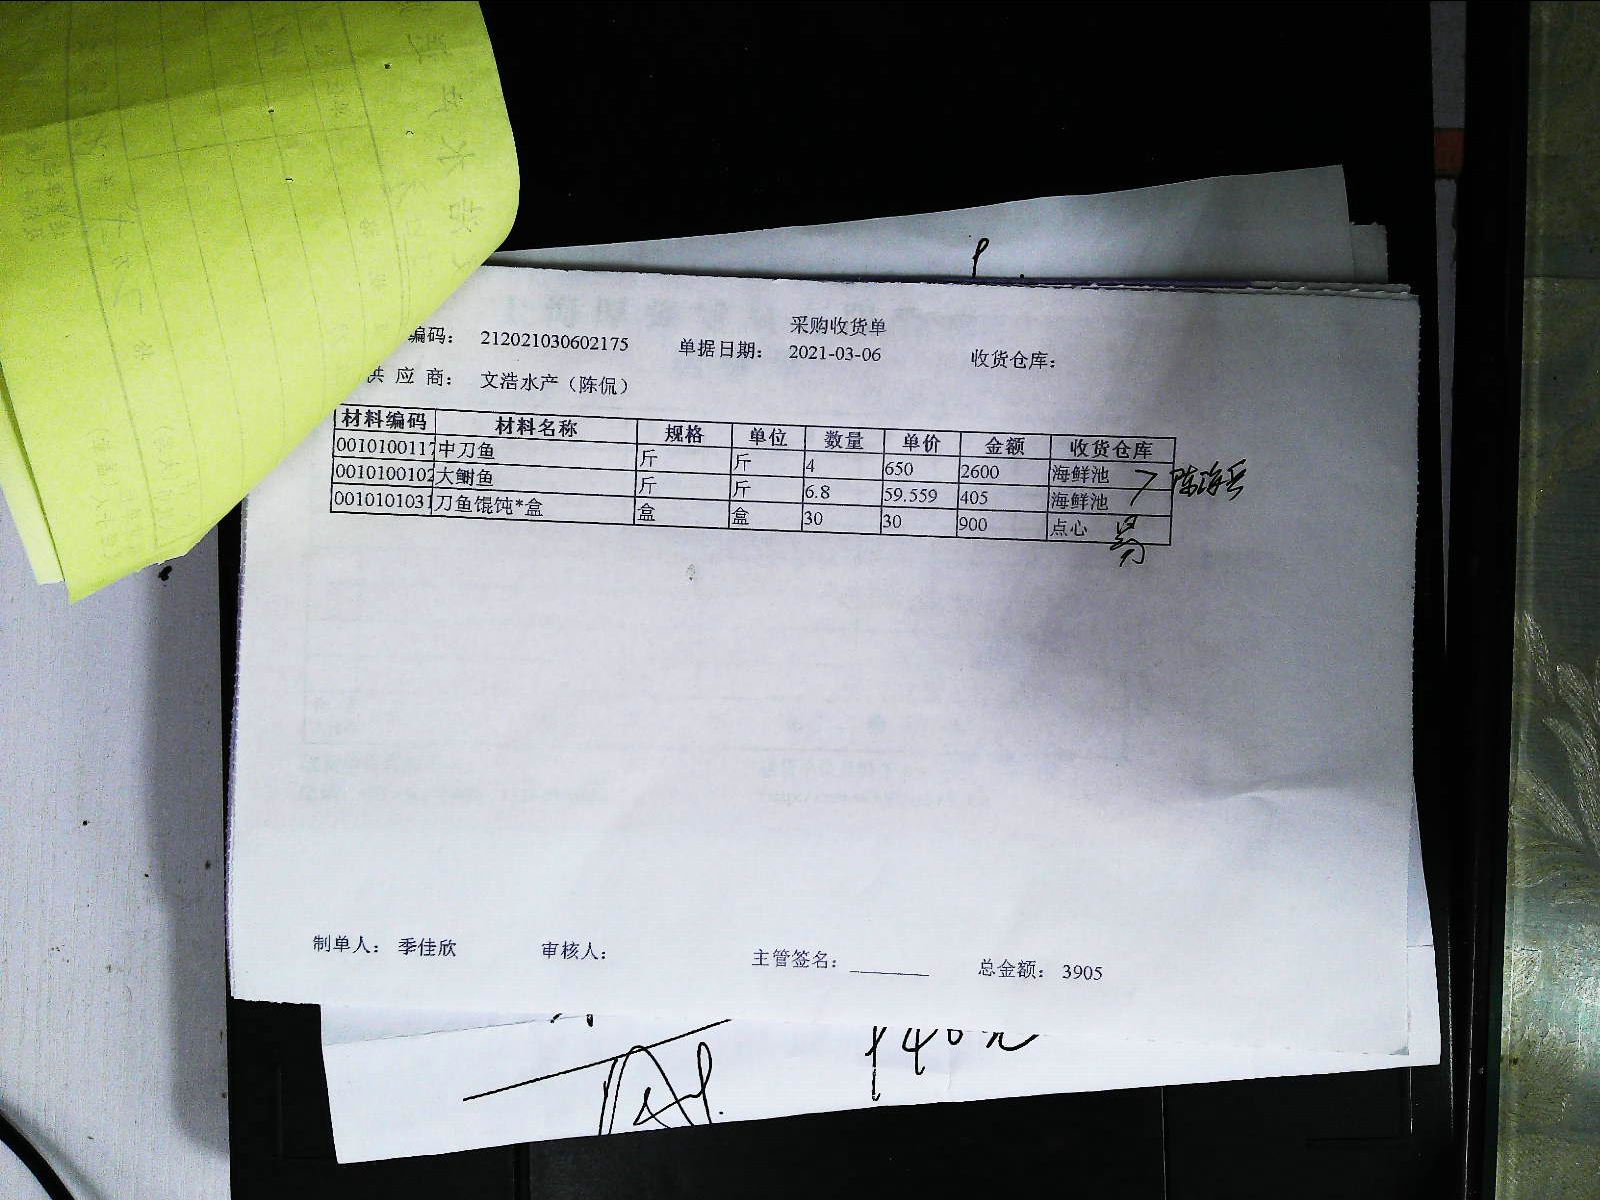 采购收货单
编码： 212021030602175 单据日期： 2021-03-06 收货仓库：
供 应 商： 文浩水产（陈侃）
材料编码 材料名称 规格 单位 数量 单价 金额 收货仓库
0010100117 中刀鱼 斤 斤 4 650 2600 海鲜池
0010100102 大鲥鱼 斤 斤 6.8 59.559 405 海鲜池
0010101031 刀鱼馄饨*盒 盒 盒 30 30 900 点心
制单人： 季佳欣 审核人： 主管签名： ________ 总金额： 3905